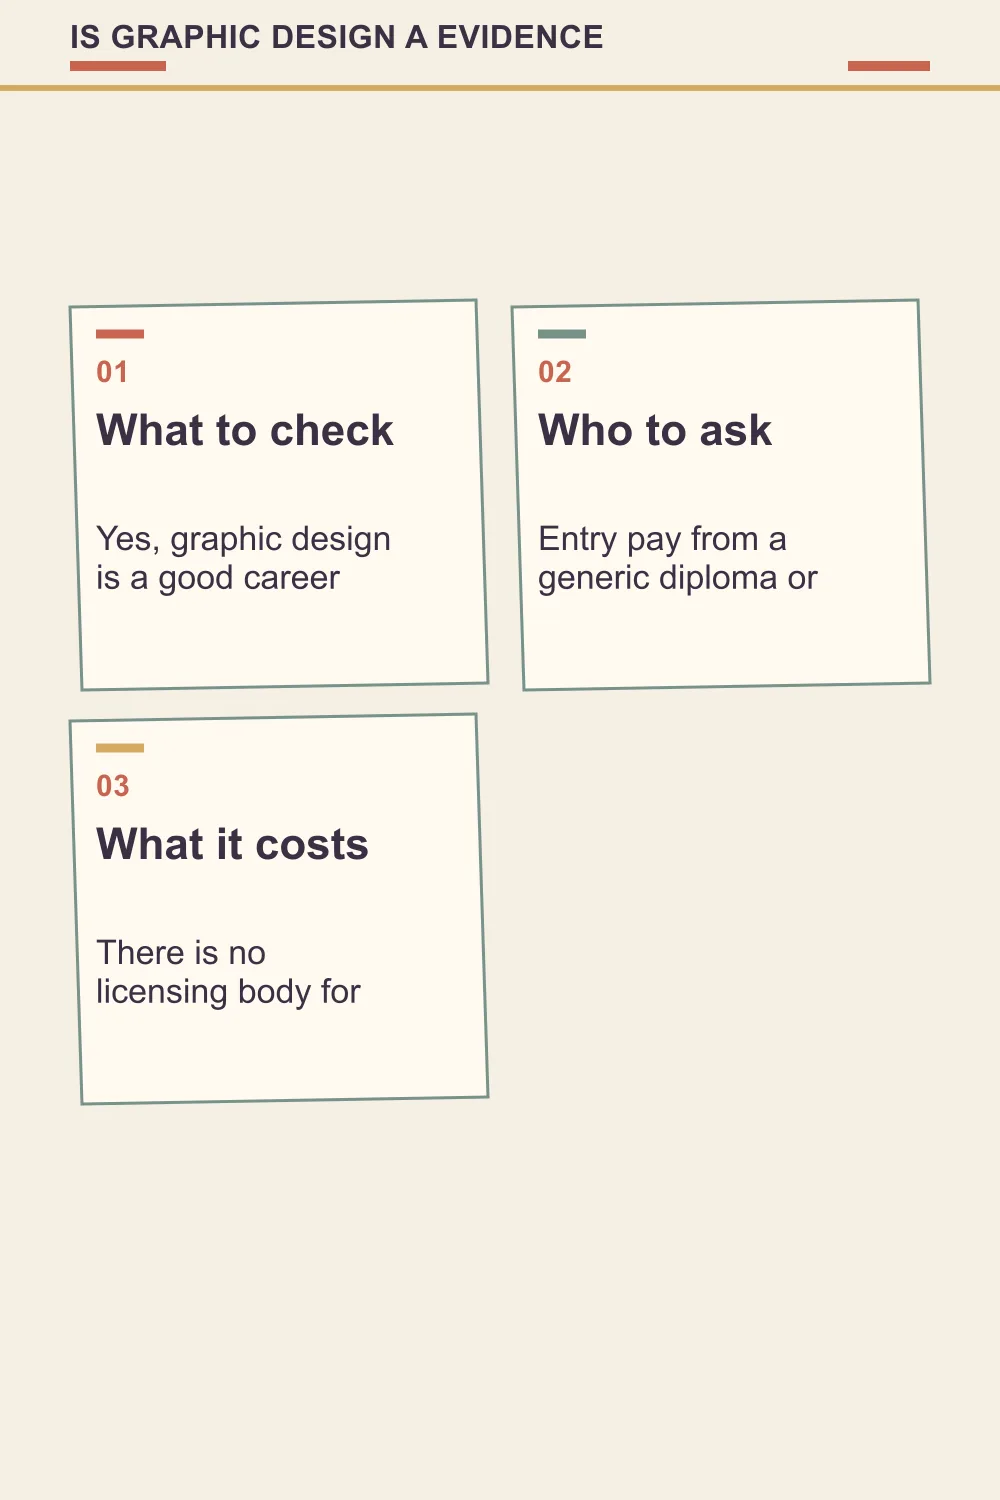 IS GRAPHIC DESIGN A EVIDENCE
01
What to check
Yes, graphic design
is a good career
02
Who to ask
Entry pay from a
generic diploma or
03
What it costs
There is no
licensing body for